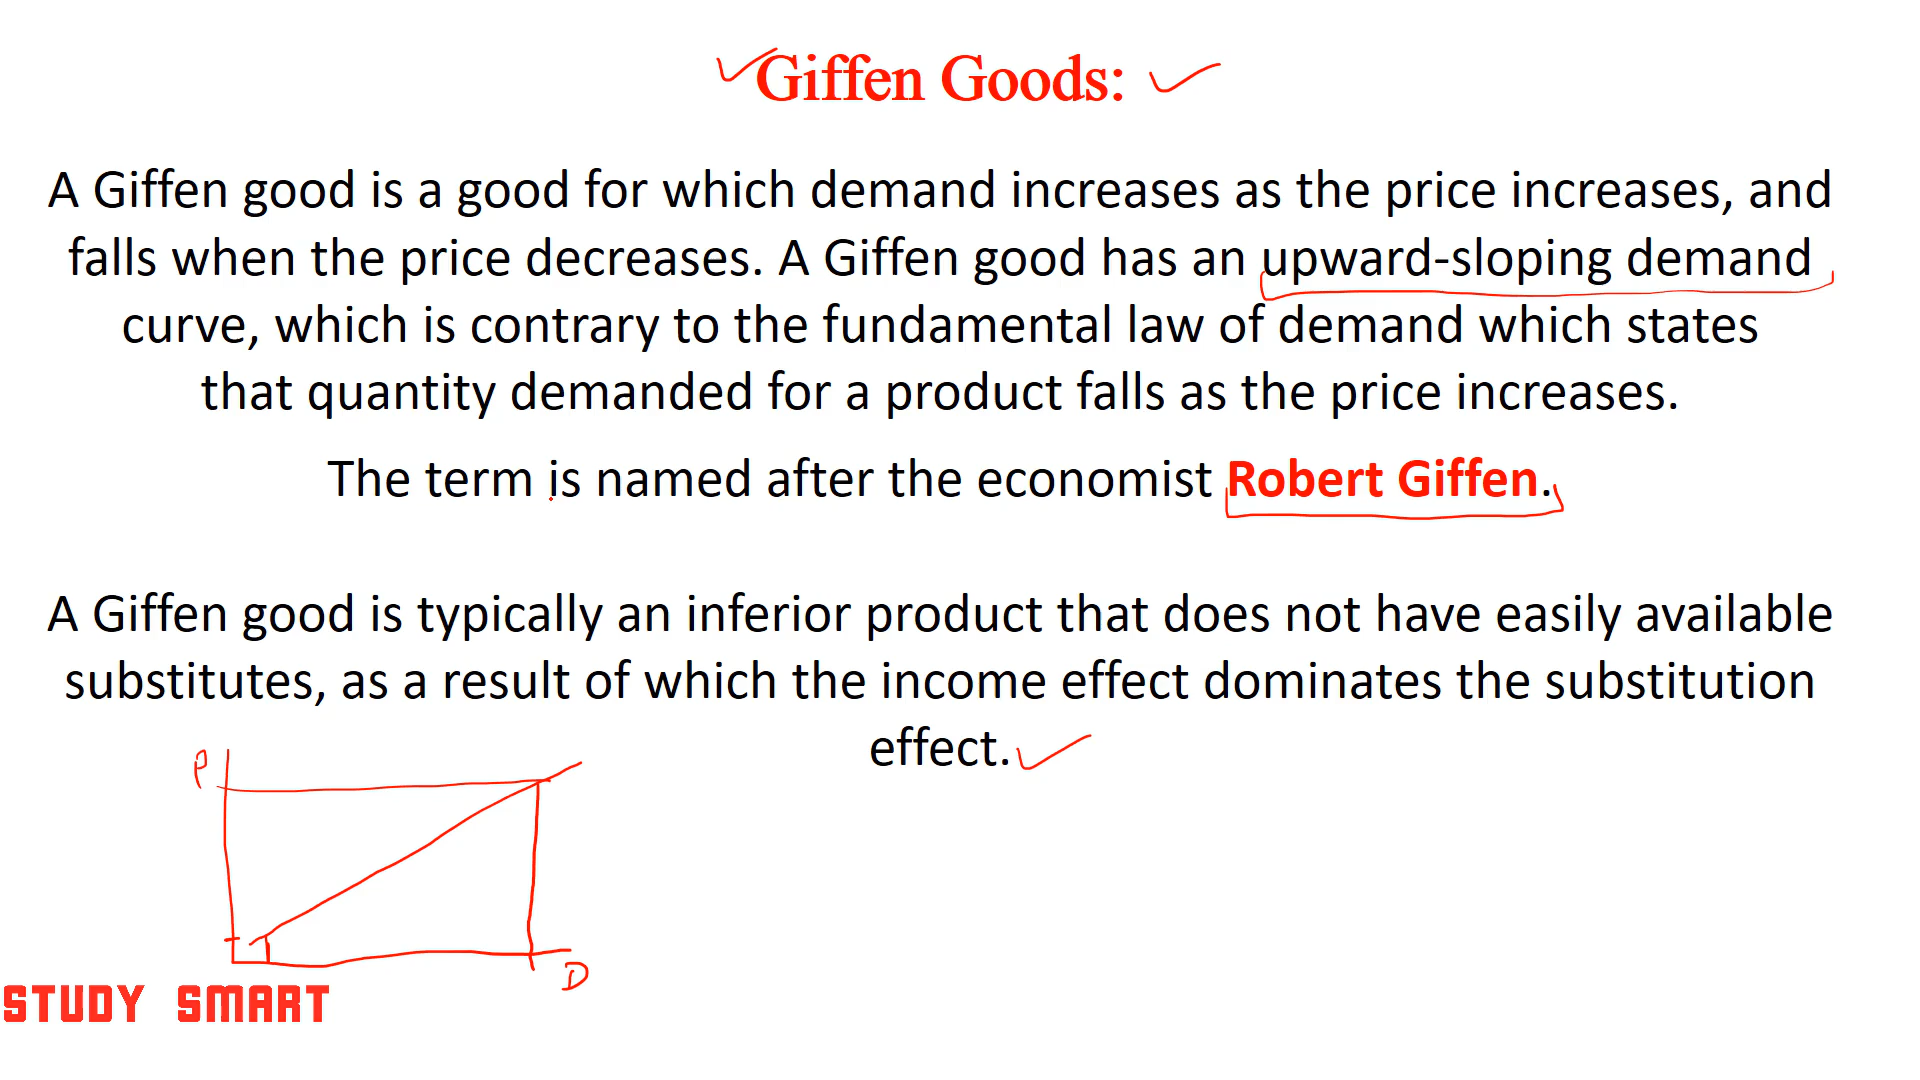 Giffen Goods:
A Giffen good is a good for which demand increases as the price increases, and
falls when the price decreases. A Giffen good has an upward-sloping demand
curve, which is contrary to the fundamental law of demand which states
that quantity demanded for a product falls as the price increases.
The term is named after the economist Robert Giffen.
A Giffen good is typically an inferior product that does not have easily available
substitutes, as a result of which the income effect dominates the substitution
effect.
P
D
STUDY SMART